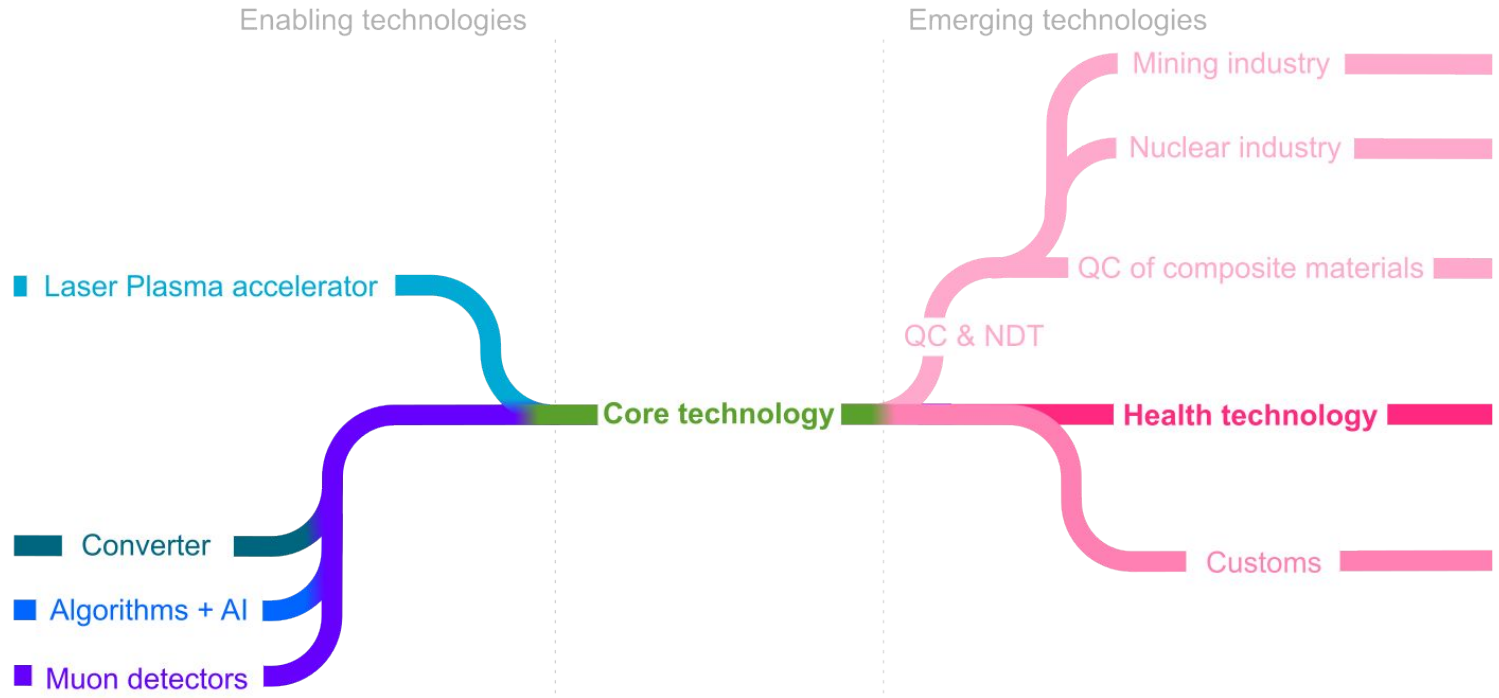 Enabling technologies
Emerging technologies
Mining industry
Nuclear industry
QC of composite materials
Laser Plasma accelerator
QC & NDT
Core technology
Health technology
Converter
Customs
Algorithms + AI
Muon detectors